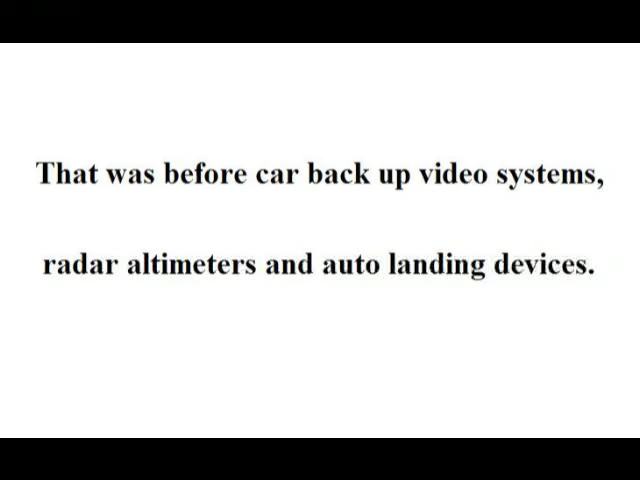 That was before car back up video systems,
radar altimeters and auto landing devices.